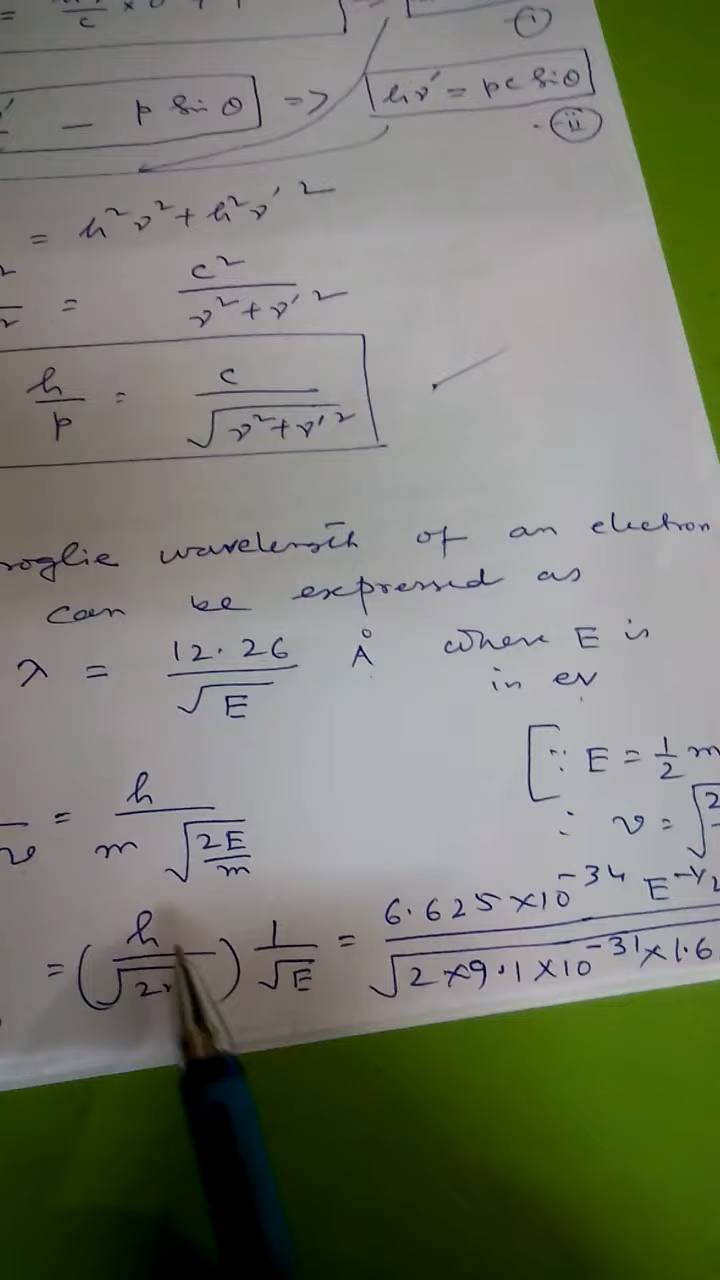 c × 
(i)
− p sin θ => hν' = pc sin θ
(ii)
= h²ν² + h²ν'²
2 = c² / ν² + ν'²
h/p = c / √(ν² + ν'²)
roglie wavelength of an electron
can be expressed as
λ = 12.26 / √E Å where E is
in ev
[∵ E = 1/2 m
∴ v = √2
v = h / m √(2E/m)
= (h / √2 ) 1/√E = 6.625 × 10⁻³⁴ E⁻¹/² / √2 × 9.1 × 10⁻³¹ × 1.6